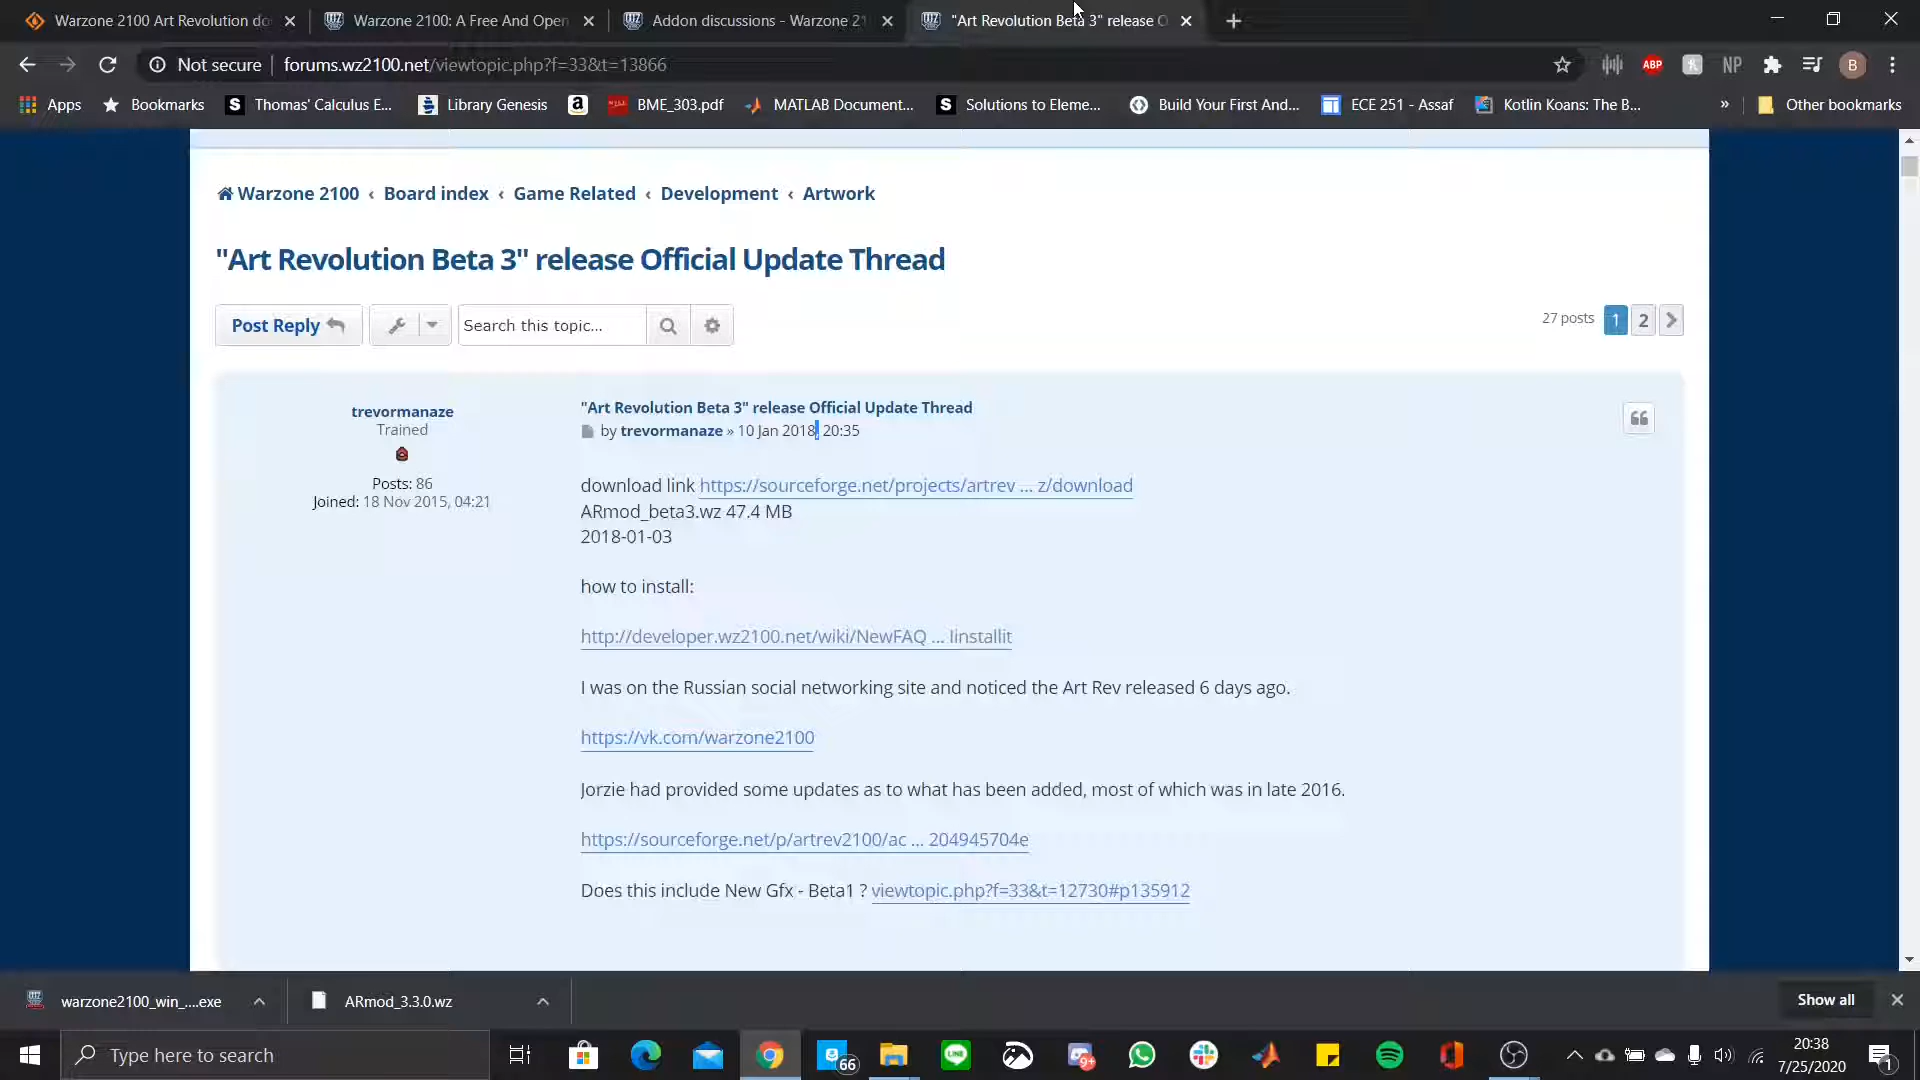 Warzone 2100 Art Revolution do
Warzone 2100: A Free And Open
Addon discussions - Warzone 21
"Art Revolution Beta 3" release O
Not secure forums.wz2100.net/viewtopic.php?f=33&t=13866
ABP
NP
B
Apps Bookmarks Thomas' Calculus E... Library Genesis BME_303.pdf MATLAB Document... Solutions to Eleme... Build Your First And... ECE 251 - Assaf Kotlin Koans: The B... » Other bookmarks
Warzone 2100 ‹ Board index ‹ Game Related ‹ Development ‹ Artwork
"Art Revolution Beta 3" release Official Update Thread
Post Reply
Search this topic...
27 posts 1 2
trevormanaze
Trained
Posts: 86
Joined: 18 Nov 2015, 04:21
"Art Revolution Beta 3" release Official Update Thread
by trevormanaze » 10 Jan 2018, 20:35
download link https://sourceforge.net/projects/artrev ... z/download
ARmod_beta3.wz 47.4 MB
2018-01-03
how to install:
http://developer.wz2100.net/wiki/NewFAQ ... Iinstallit
I was on the Russian social networking site and noticed the Art Rev released 6 days ago.
https://vk.com/warzone2100
Jorzie had provided some updates as to what has been added, most of which was in late 2016.
https://sourceforge.net/p/artrev2100/ac ... 204945704e
Does this include New Gfx - Beta1 ? viewtopic.php?f=33&t=12730#p135912
warzone2100_win_....exe
ARmod_3.3.0.wz
Show all
Type here to search
66
LINE
9+
20:38
7/25/2020
1